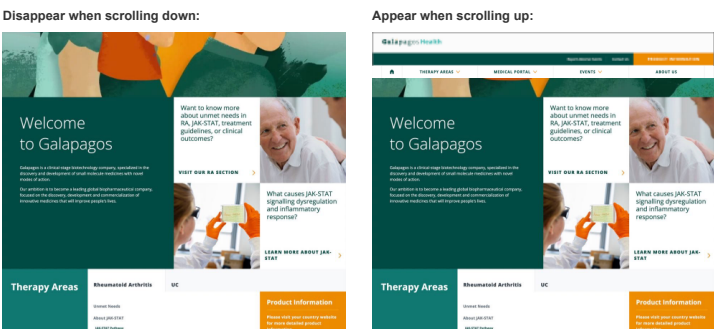 Disappear when scrolling down:
Welcome
to Galapagos
Galapagos is a clinical-stage biotechnology company, specialized in the
discovery and development of small molecule medicines with novel
modes of action.
Our ambition is to become a leading global biopharmaceutical company,
focused on the discovery, development and commercialization of
innovative medicines that will improve people's lives.
Want to know more
about unmet needs in
RA, JAK-STAT, treatment
guidelines, or clinical
outcomes?
VISIT OUR RA SECTION
What causes JAK-STAT
signalling dysregulation
and inflammatory
response?
LEARN MORE ABOUT JAK-
STAT
Therapy Areas
Rheumatoid Arthritis
UC
Unmet Needs
About JAK-STAT
JAK-STAT Pathway
Product Information
Please visit your country website
for more detailed product
Appear when scrolling up:
Galapagos Health
Contact Us
THERAPY AREAS
MEDICAL PORTAL
EVENTS
ABOUT US
Welcome
to Galapagos
Galapagos is a clinical-stage biotechnology company, specialized in the
discovery and development of small molecule medicines with novel
modes of action.
Our ambition is to become a leading global biopharmaceutical company,
focused on the discovery, development and commercialization of
innovative medicines that will improve people's lives.
Want to know more
about unmet needs in
RA, JAK-STAT, treatment
guidelines, or clinical
outcomes?
VISIT OUR RA SECTION
What causes JAK-STAT
signalling dysregulation
and inflammatory
response?
LEARN MORE ABOUT JAK-
STAT
Therapy Areas
Rheumatoid Arthritis
UC
Unmet Needs
About JAK-STAT
JAK-STAT Pathway
Product Information
Please visit your country website
for more detailed product